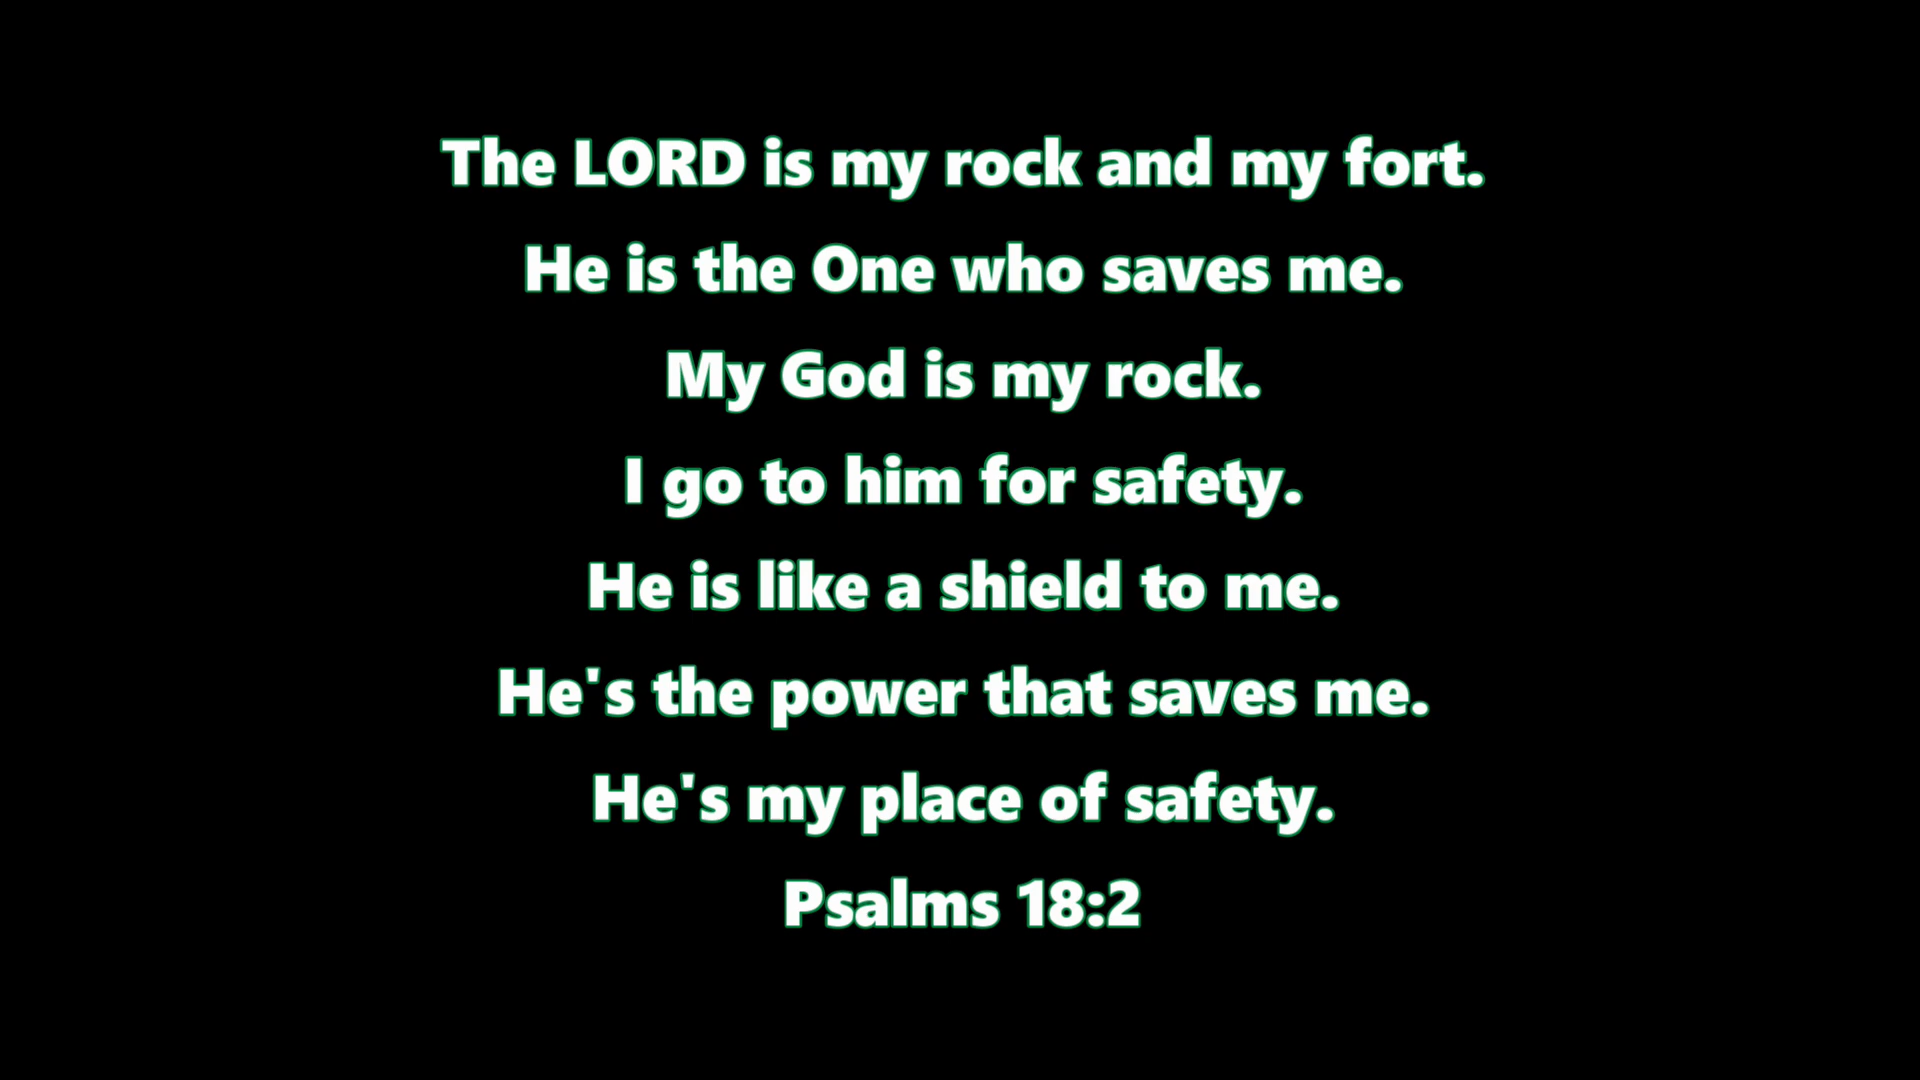 The LORD is my rock and my fort.
He is the One who saves me.
My God is my rock.
I go to him for safety.
He is like a shield to me.
He's the power that saves me.
He's my place of safety.
Psalms 18:2